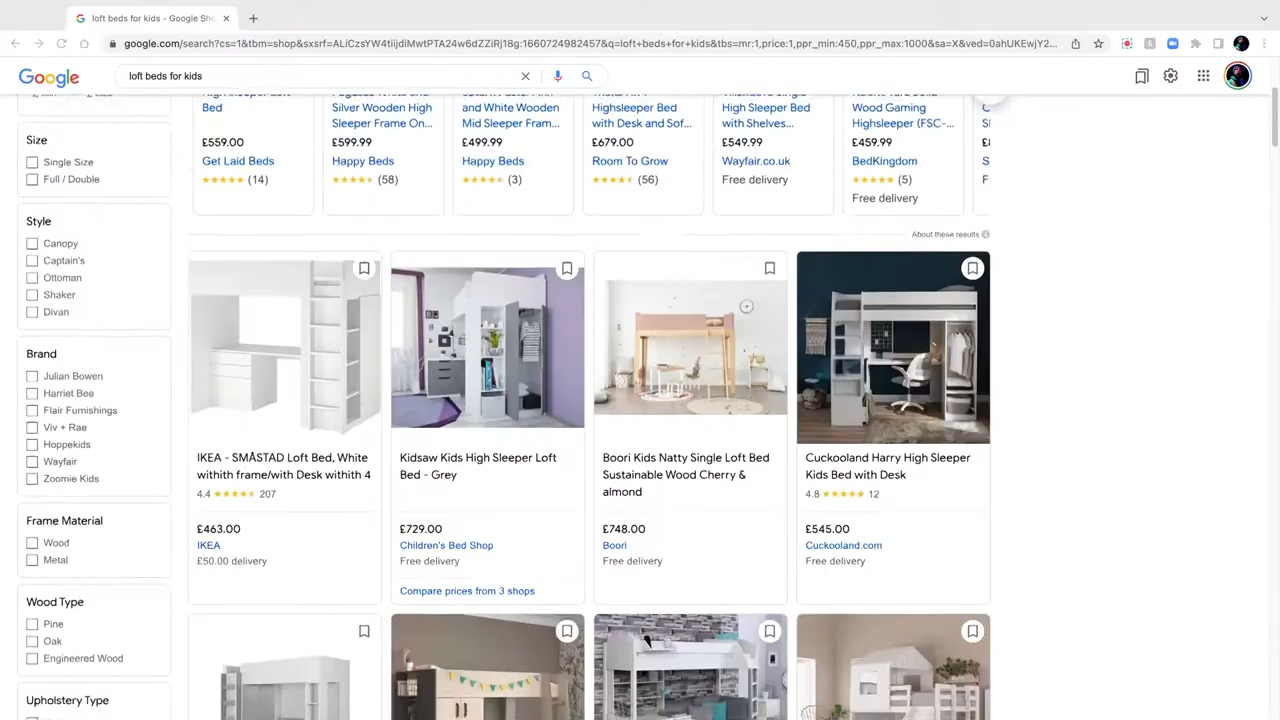 loft beds for kids - Google Sho
google.com/search?cs=1&tbm=shop&sxsrf=ALiCzsYW4tiijdiMwtPTA24w6dZZiRj18g:1660724982457&q=loft+beds+for+kids&tbs=mr:1,price:1,ppr_min:450,ppr_max:1000&sa=X&ved=0ahUKEwjY2...
Google
loft beds for kids
Bed
Silver Wooden High
and White Wooden
Highsleeper Bed
High Sleeper Bed
Wood Gaming
Sleeper Frame On...
Mid Sleeper Fram...
with Desk and Sof...
with Shelves...
Highsleeper (FSC-...
£559.00
£599.99
£499.99
£679.00
£549.99
£459.99
Get Laid Beds
Happy Beds
Happy Beds
Room To Grow
Wayfair.co.uk
BedKingdom
(14)
(58)
(3)
(56)
Free delivery
(5)
Free delivery
Size
Single Size
Full / Double
Style
Canopy
Captain's
Ottoman
Shaker
Divan
Brand
Julian Bowen
Harriet Bee
Flair Furnishings
Viv + Rae
Hoppekids
Wayfair
Zoomie Kids
Frame Material
Wood
Metal
Wood Type
Pine
Oak
Engineered Wood
Upholstery Type
About these results
IKEA - SMÅSTAD Loft Bed, White
withith frame/with Desk withith 4
4.4 207
£463.00
IKEA
£50.00 delivery
Kidsaw Kids High Sleeper Loft
Bed - Grey
£729.00
Children's Bed Shop
Free delivery
Compare prices from 3 shops
Boori Kids Natty Single Loft Bed
Sustainable Wood Cherry &
almond
£748.00
Boori
Free delivery
Cuckooland Harry High Sleeper
Kids Bed with Desk
4.8 12
£545.00
Cuckooland.com
Free delivery